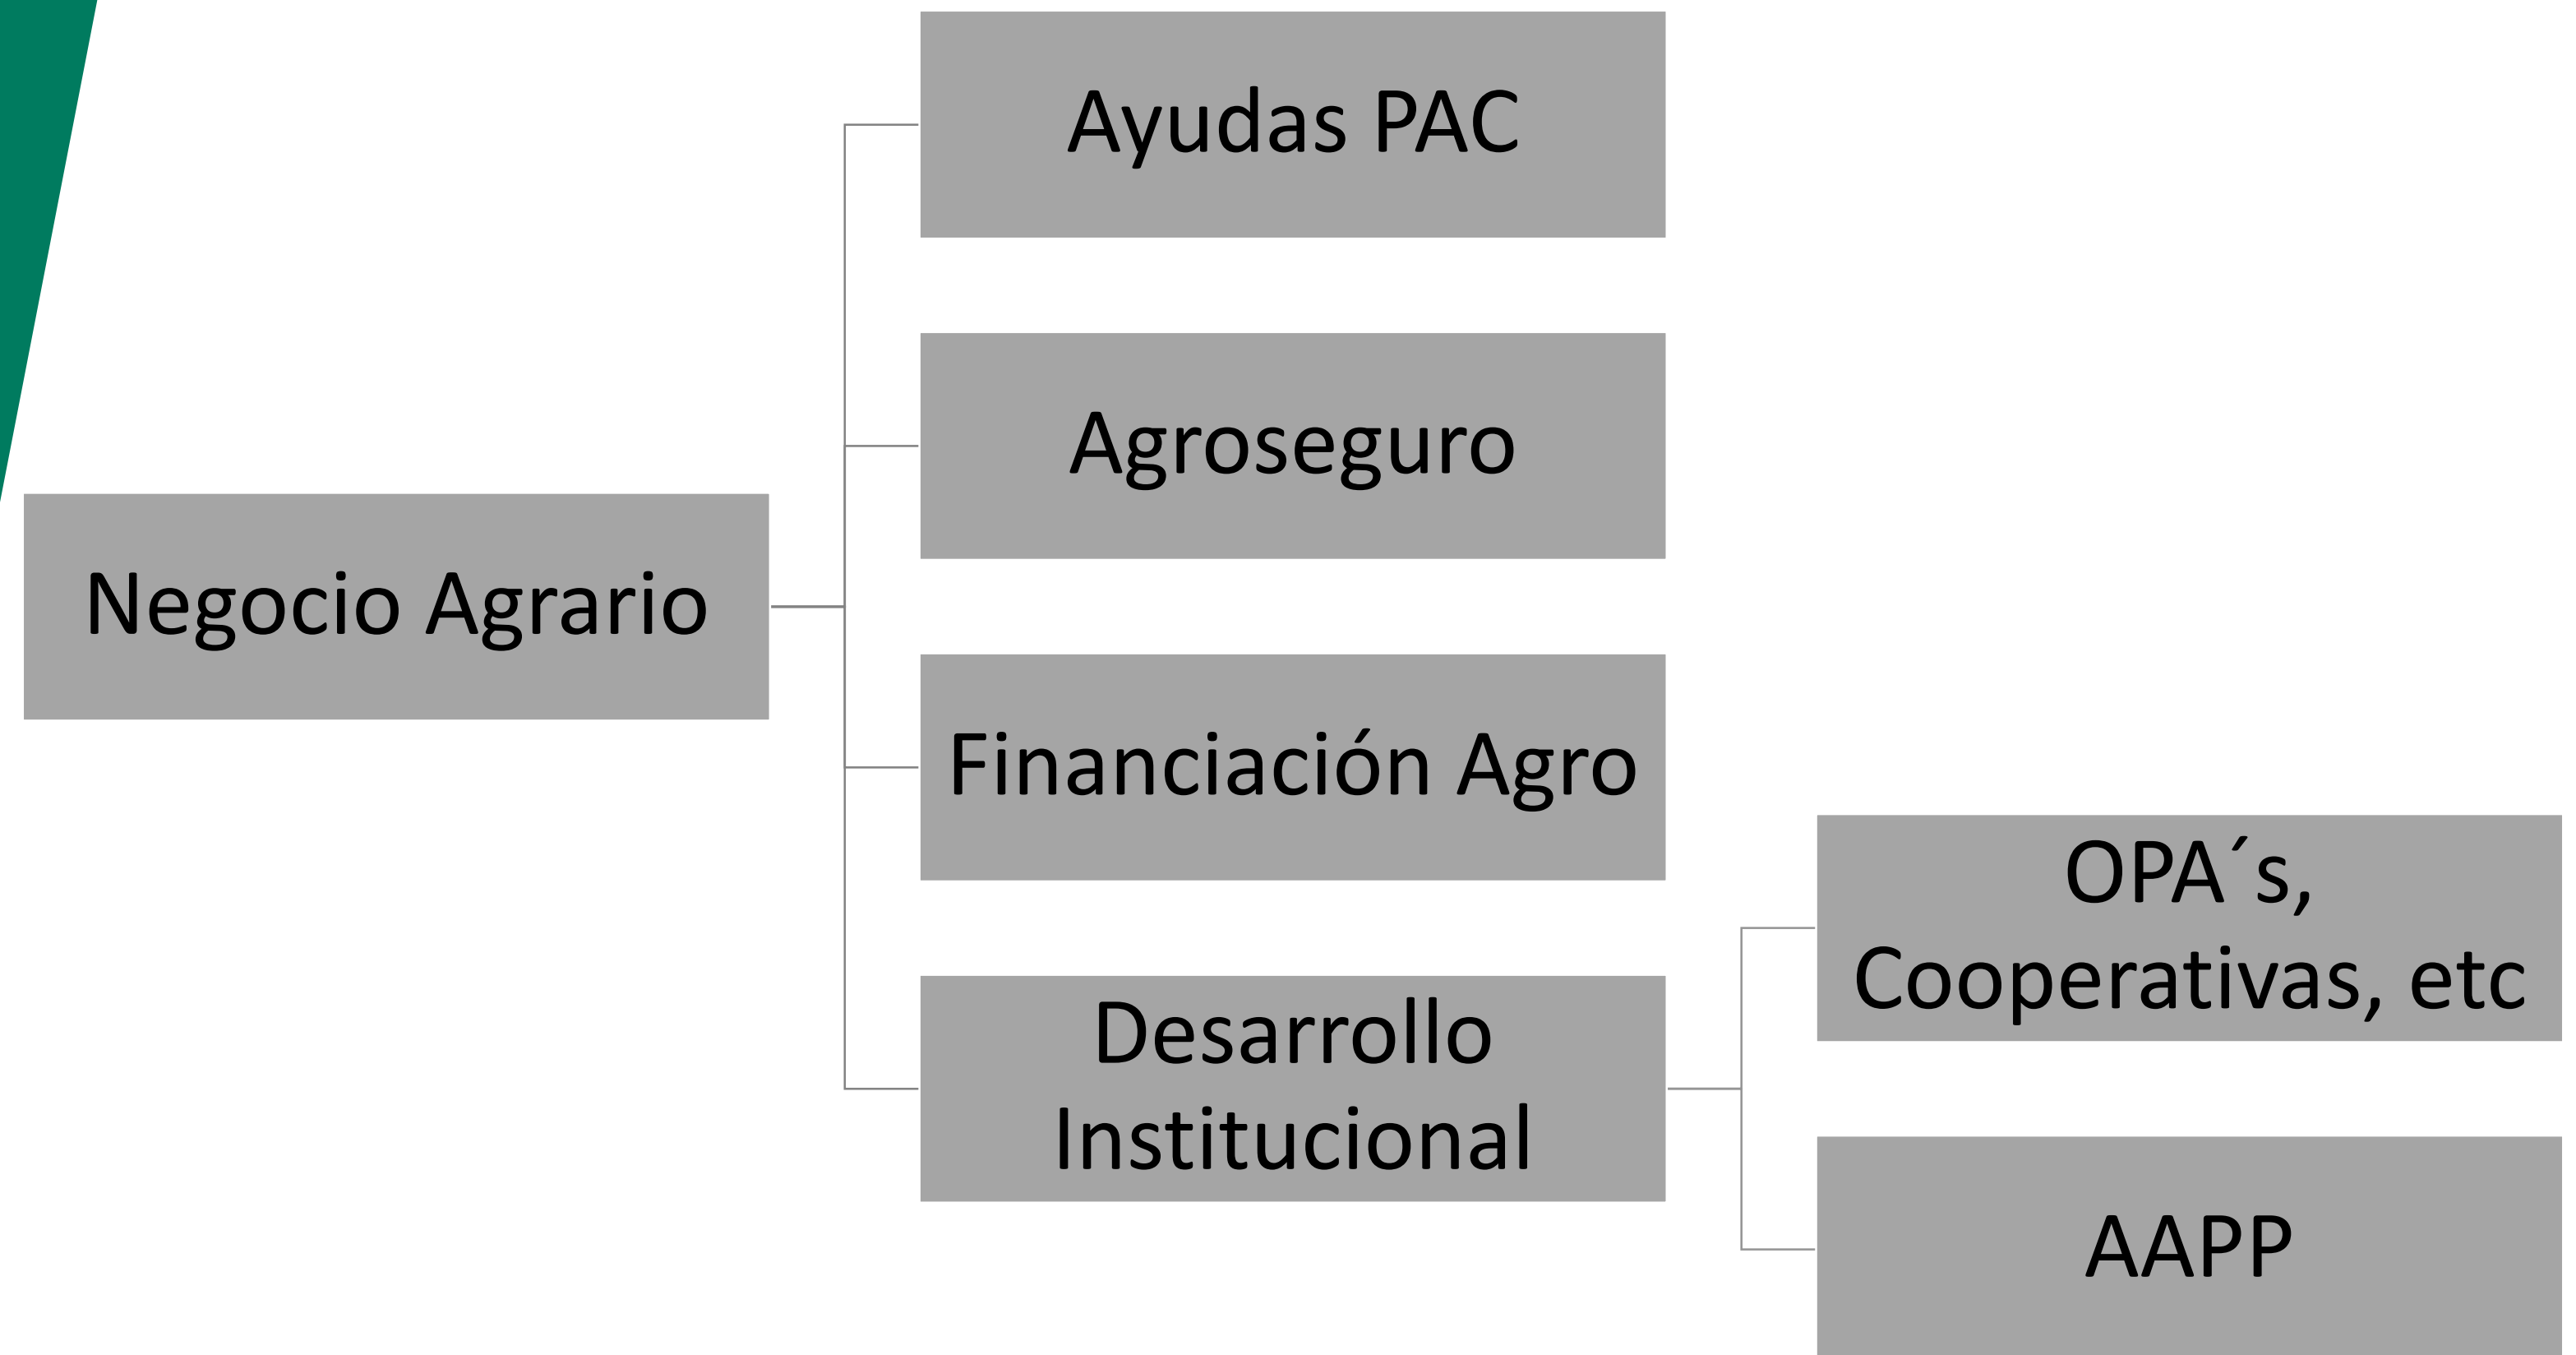 Negocio Agrario
Ayudas PAC
Agroseguro
Financiación Agro
Desarrollo
Institucional
OPA´s,
Cooperativas, etc
AAPP